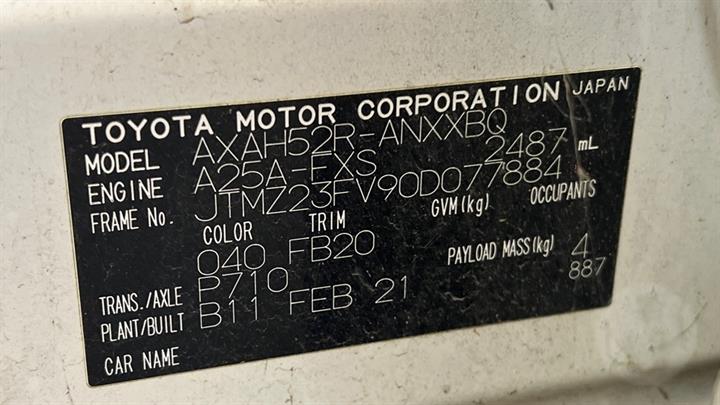 TOYOTA MOTOR CORPORATION JAPAN
MODEL AXAH52R-ANXXBQ
ENGINE A25A-FXS 2487 mL
FRAME No. JTMZ23FV90D077884
COLOR TRIM GVM(kg) OCCUPANTS
040 FB20
TRANS./AXLE P710 PAYLOAD MASS(kg) 4
887
PLANT/BUILT B11 FEB 21
CAR NAME